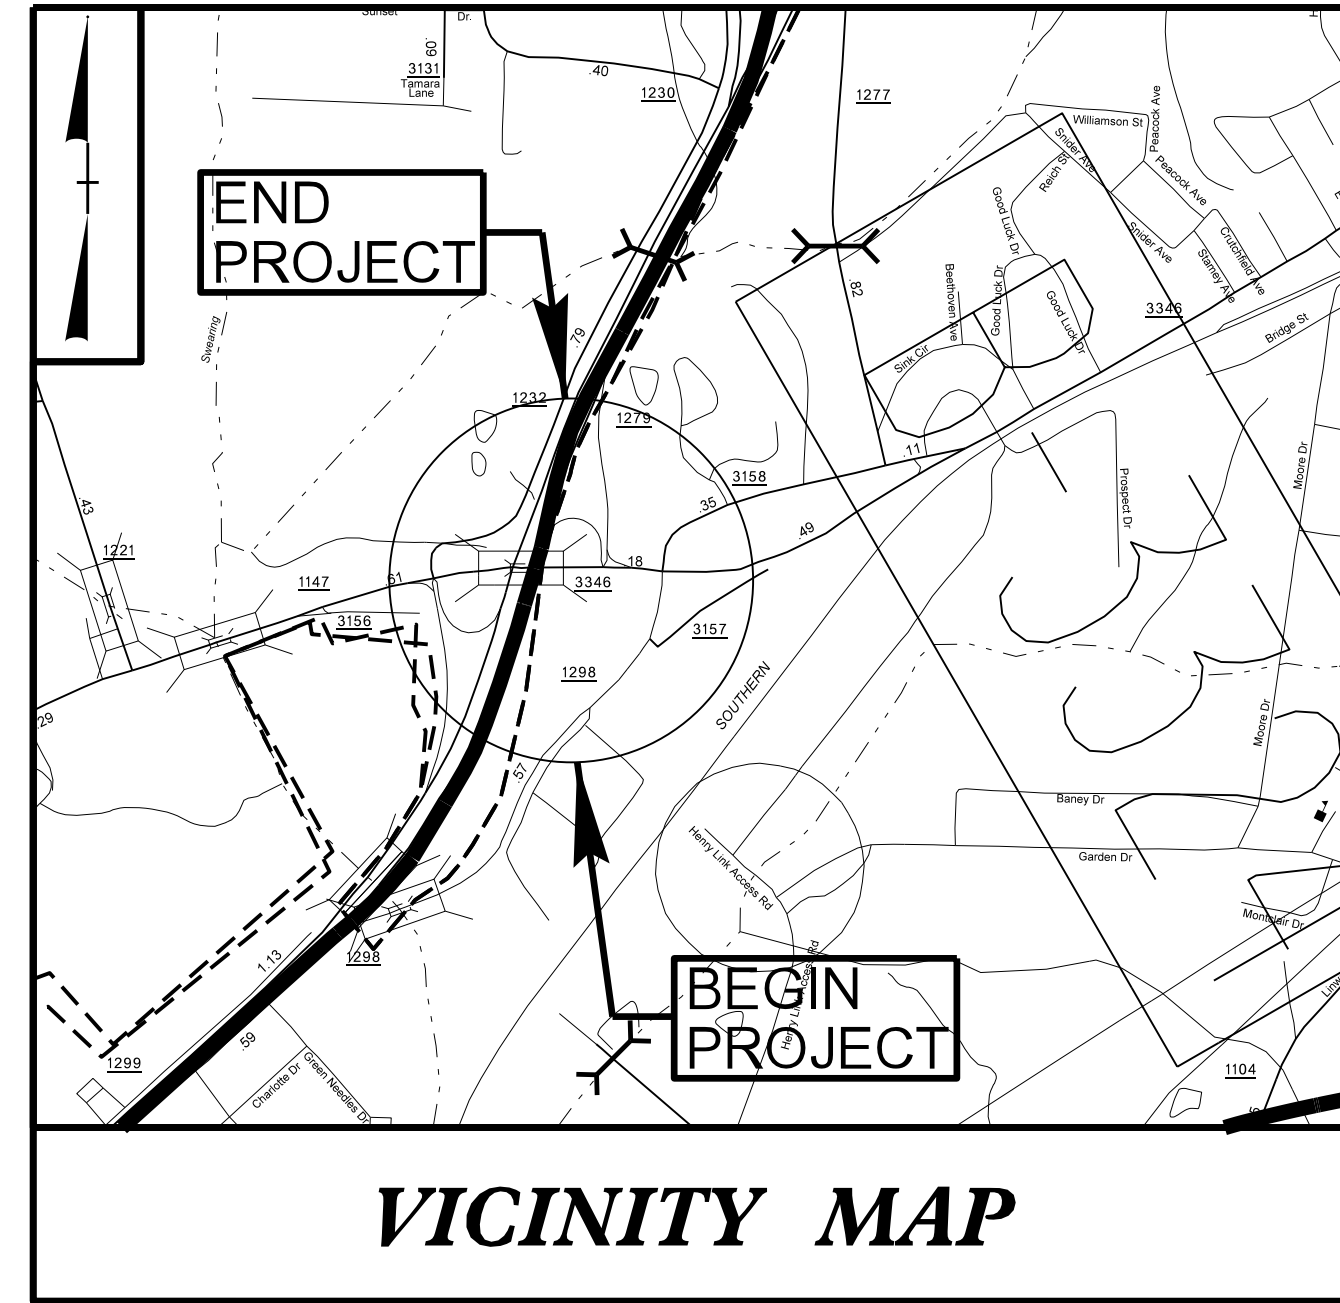 Sunset
Dr.
.60
3131
Tamara
Lane
.40
1230
1277
Williamson St
Peacock Ave
Snider Ave
Reich St
Peacock Ave
END
PROJECT
Good Luck Dr
Snider Ave
Crutchfield Ave
Stamey Ave
Swearing
.79
.82
Beethoven Ave
Good Luck Dr
Good Luck Dr
3346
Bridge St
Sink Cir
1232
1279
.11
3158
Moore Dr
.43
.35
Prospect Dr
.49
1221
1147
.61
18
3346
3156
3157
1298
SOUTHERN
.29
Moore Dr
.57
Baney Dr
Henry Link Access Rd
Garden Dr
Montclair Dr
1.13
1298
BEGIN
PROJECT
Henry Link Access Rd
.59
1299
Charlotte Dr
Green Needles Dr
1104
VICINITY MAP